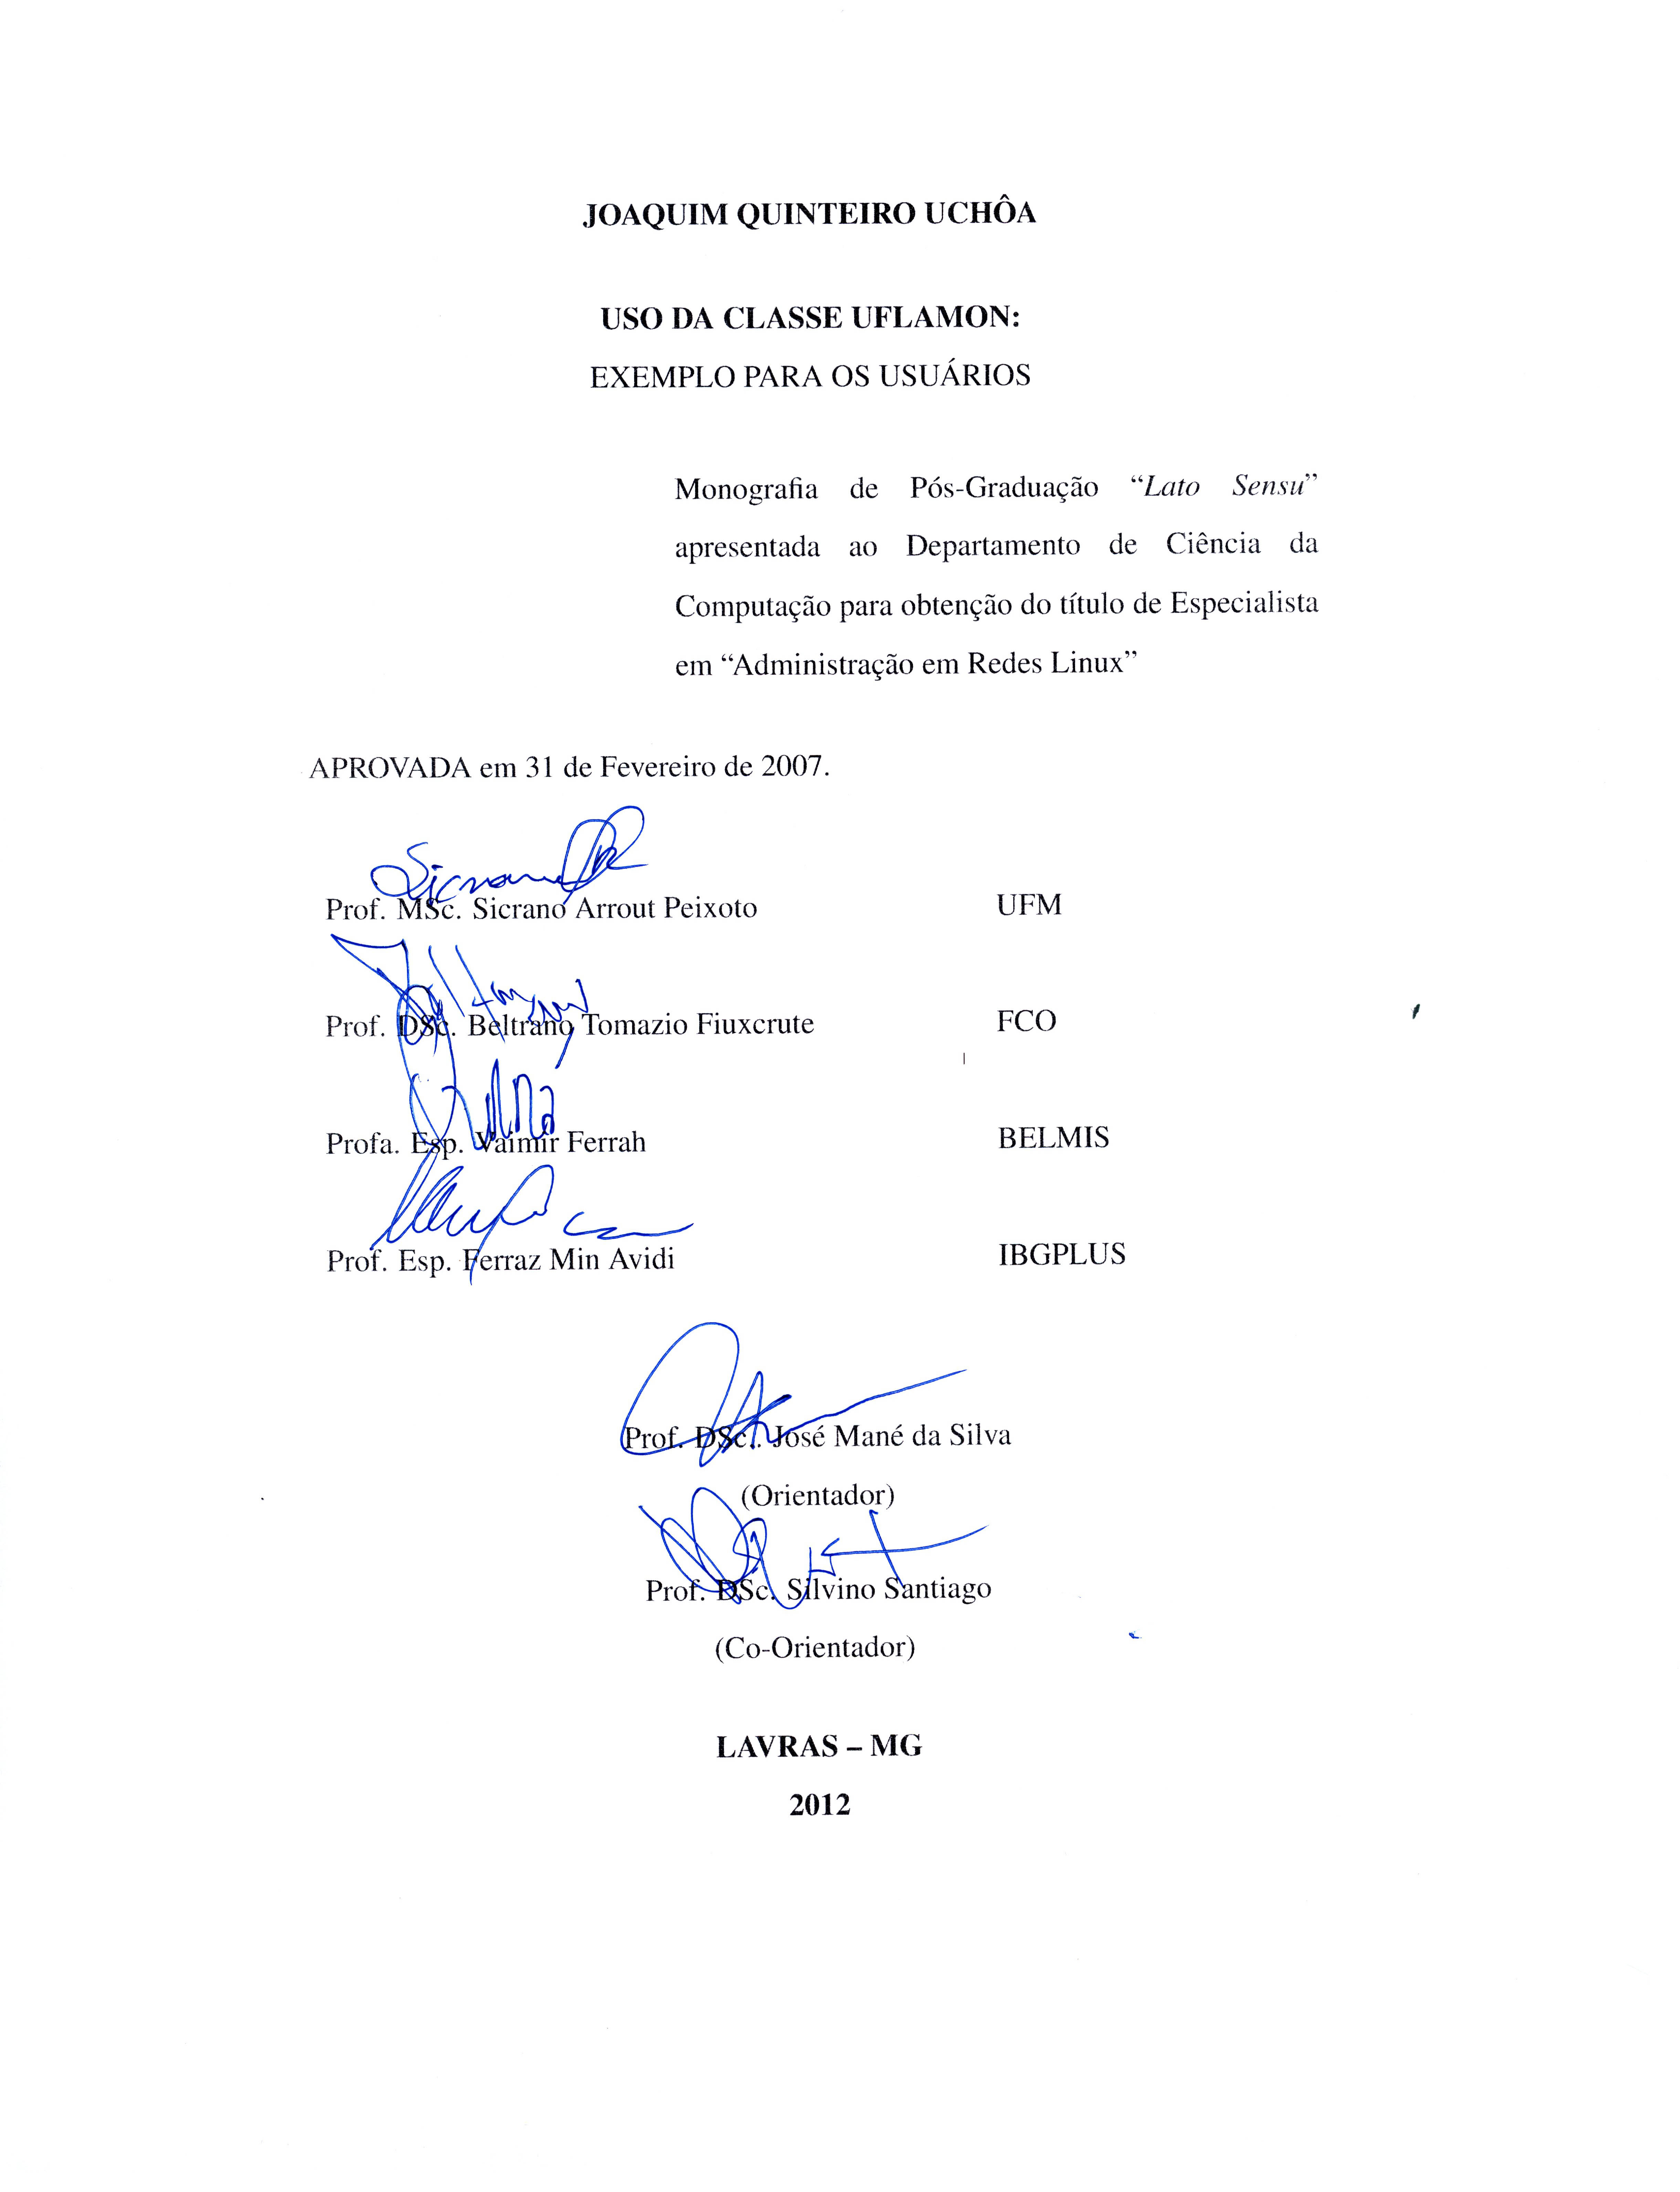 JOAQUIM QUINTEIRO UCHÔA
USO DA CLASSE UFLAMON:
EXEMPLO PARA OS USUÁRIOS
Monografia de Pós-Graduação “Lato Sensu”
apresentada ao Departamento de Ciência da
Computação para obtenção do título de Especialista
em “Administração em Redes Linux”
APROVADA em 31 de Fevereiro de 2007.
Prof. MSc. Sicrano Arrout Peixoto UFM
Prof. DSc. Beltrano Tomazio Fiuxcrute FCO
Profa. Esp. Vaimir Ferrah BELMIS
Prof. Esp. Ferraz Min Avidi IBGPLUS
Prof. DSc.. José Mané da Silva
(Orientador)
Prof. DSc. Silvino Santiago
(Co-Orientador)
LAVRAS – MG
2012